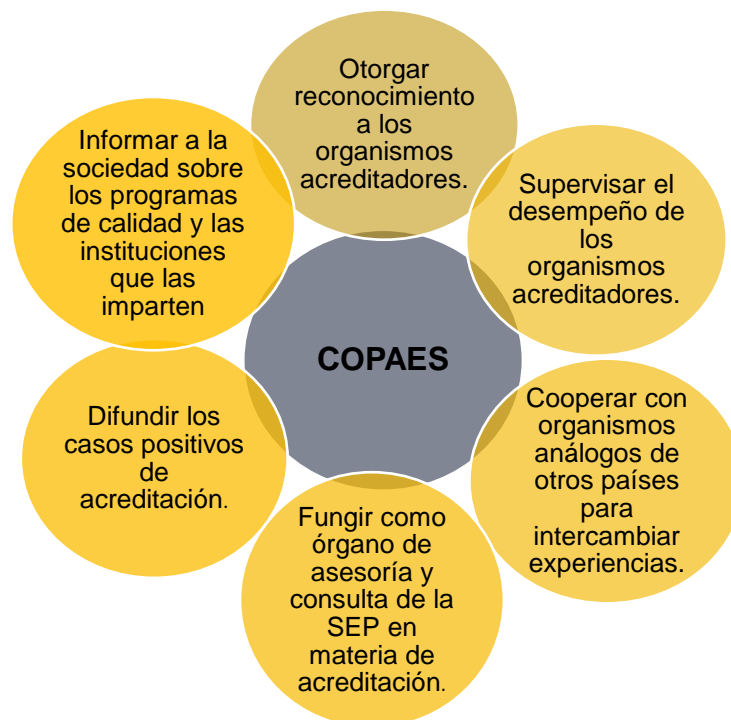 Otorgar
reconocimiento
a los
organismos
acreditadores.
Supervisar el
desempeño de
los
organismos
acreditadores.
Cooperar con
organismos
análogos de
otros países
para
intercambiar
experiencias.
Fungir como
órgano de
asesoría y
consulta de la
SEP en
materia de
acreditación.
Difundir los
casos positivos
de
acreditación.
Informar a la
sociedad sobre
los programas
de calidad y las
instituciones
que las
imparten
COPAES